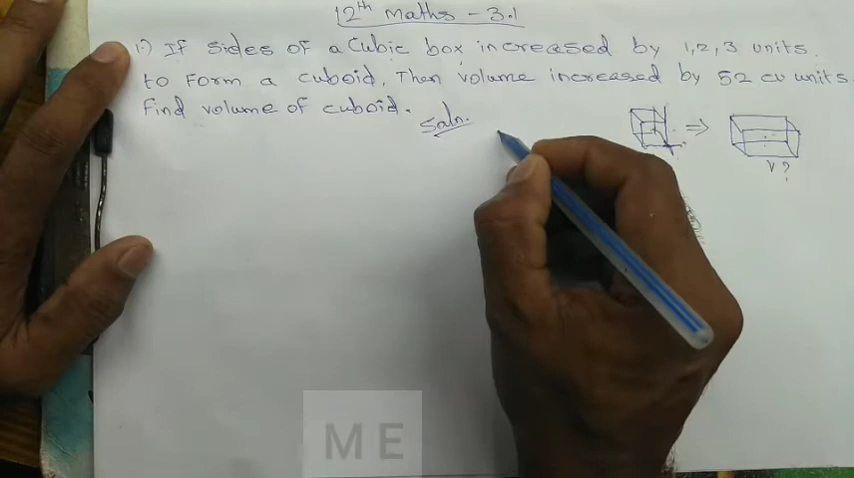 12th Maths - 3.1
1.) If sides of a cubic box increased by 1, 2, 3 units.
to form a cuboid, Then volume increased by 52 cu units
Find volume of cuboid.
Soln.
⇒
V?
ME